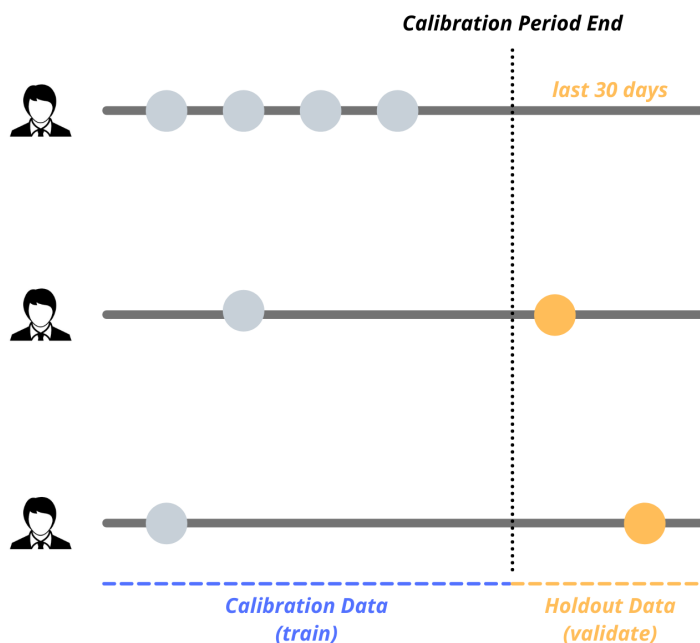 Calibration Period End
last 30 days
Calibration Data
(train)
Holdout Data
(validate)